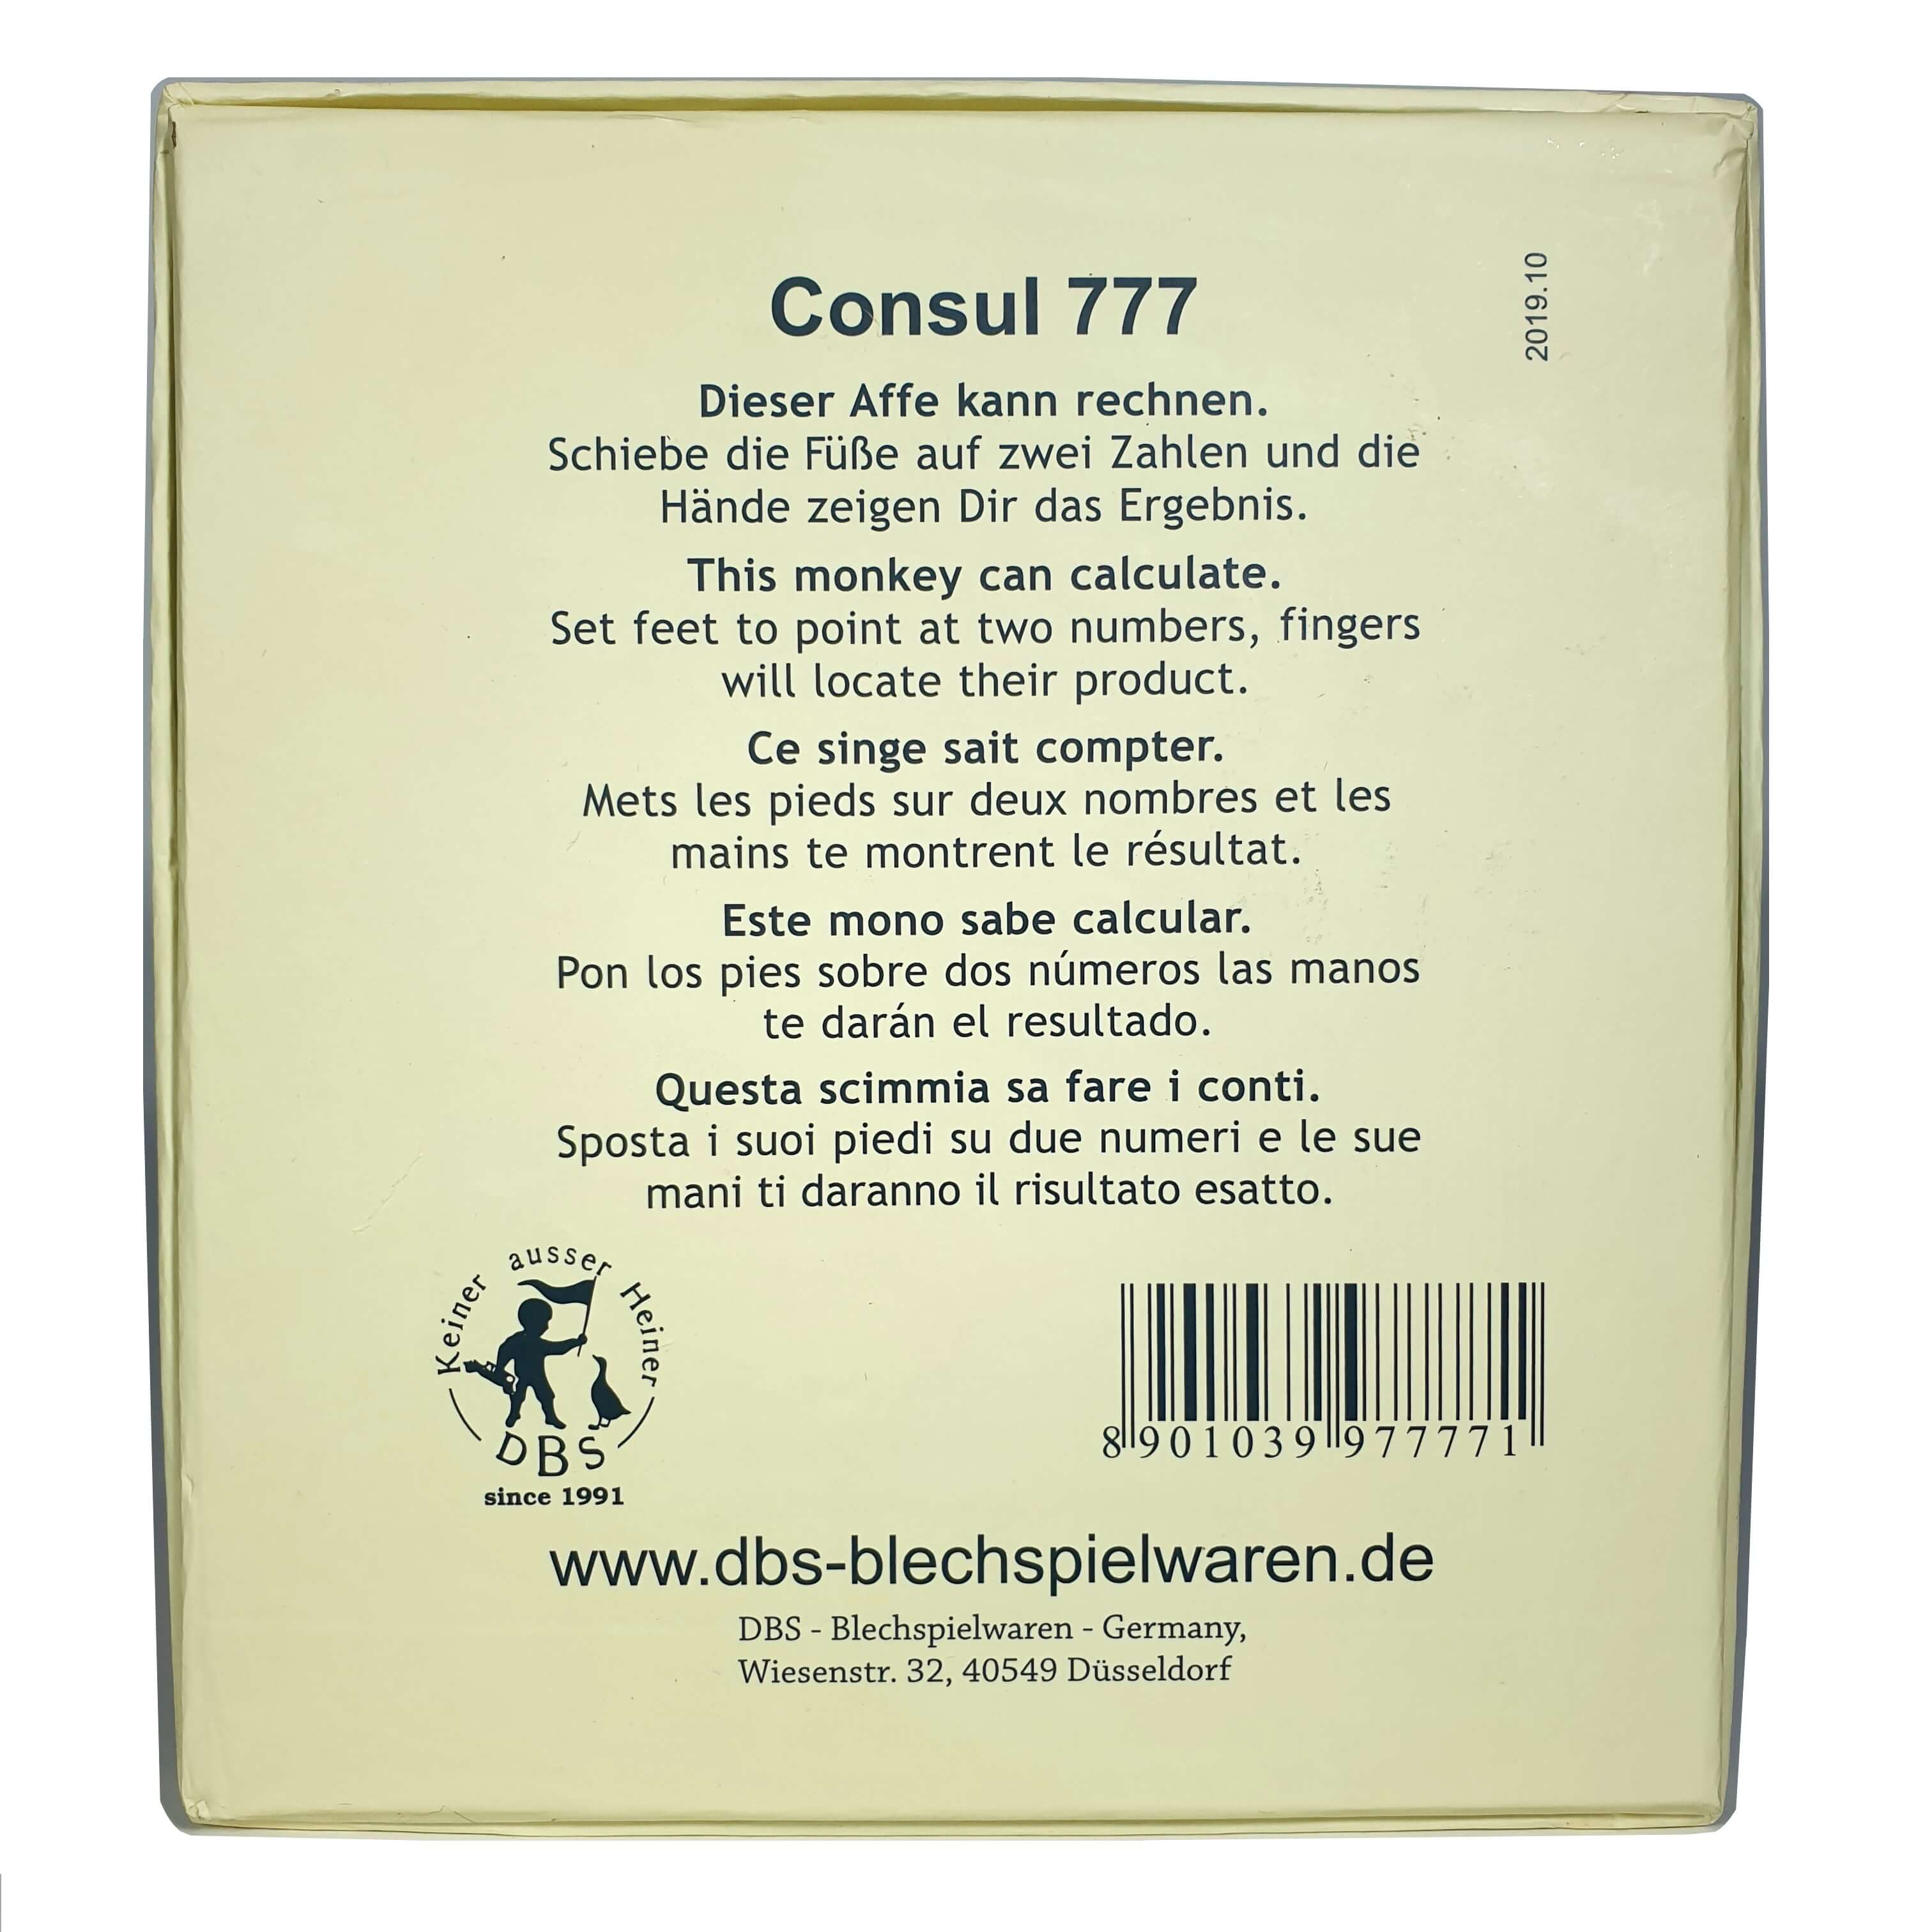 Consul 777
2019.10
Dieser Affe kann rechnen.
Schiebe die Füße auf zwei Zahlen und die
Hände zeigen Dir das Ergebnis.
This monkey can calculate.
Set feet to point at two numbers, fingers
will locate their product.
Ce singe sait compter.
Mets les pieds sur deux nombres et les
mains te montrent le résultat.
Este mono sabe calcular.
Pon los pies sobre dos números las manos
te darán el resultado.
Questa scimmia sa fare i conti.
Sposta i suoi piedi su due numeri e le sue
mani ti daranno il risultato esatto.
Keiner ausser Heiner
DBS
since 1991
8 901039 977771
www.dbs-blechspielwaren.de
DBS - Blechspielwaren - Germany,
Wiesenstr. 32, 40549 Düsseldorf